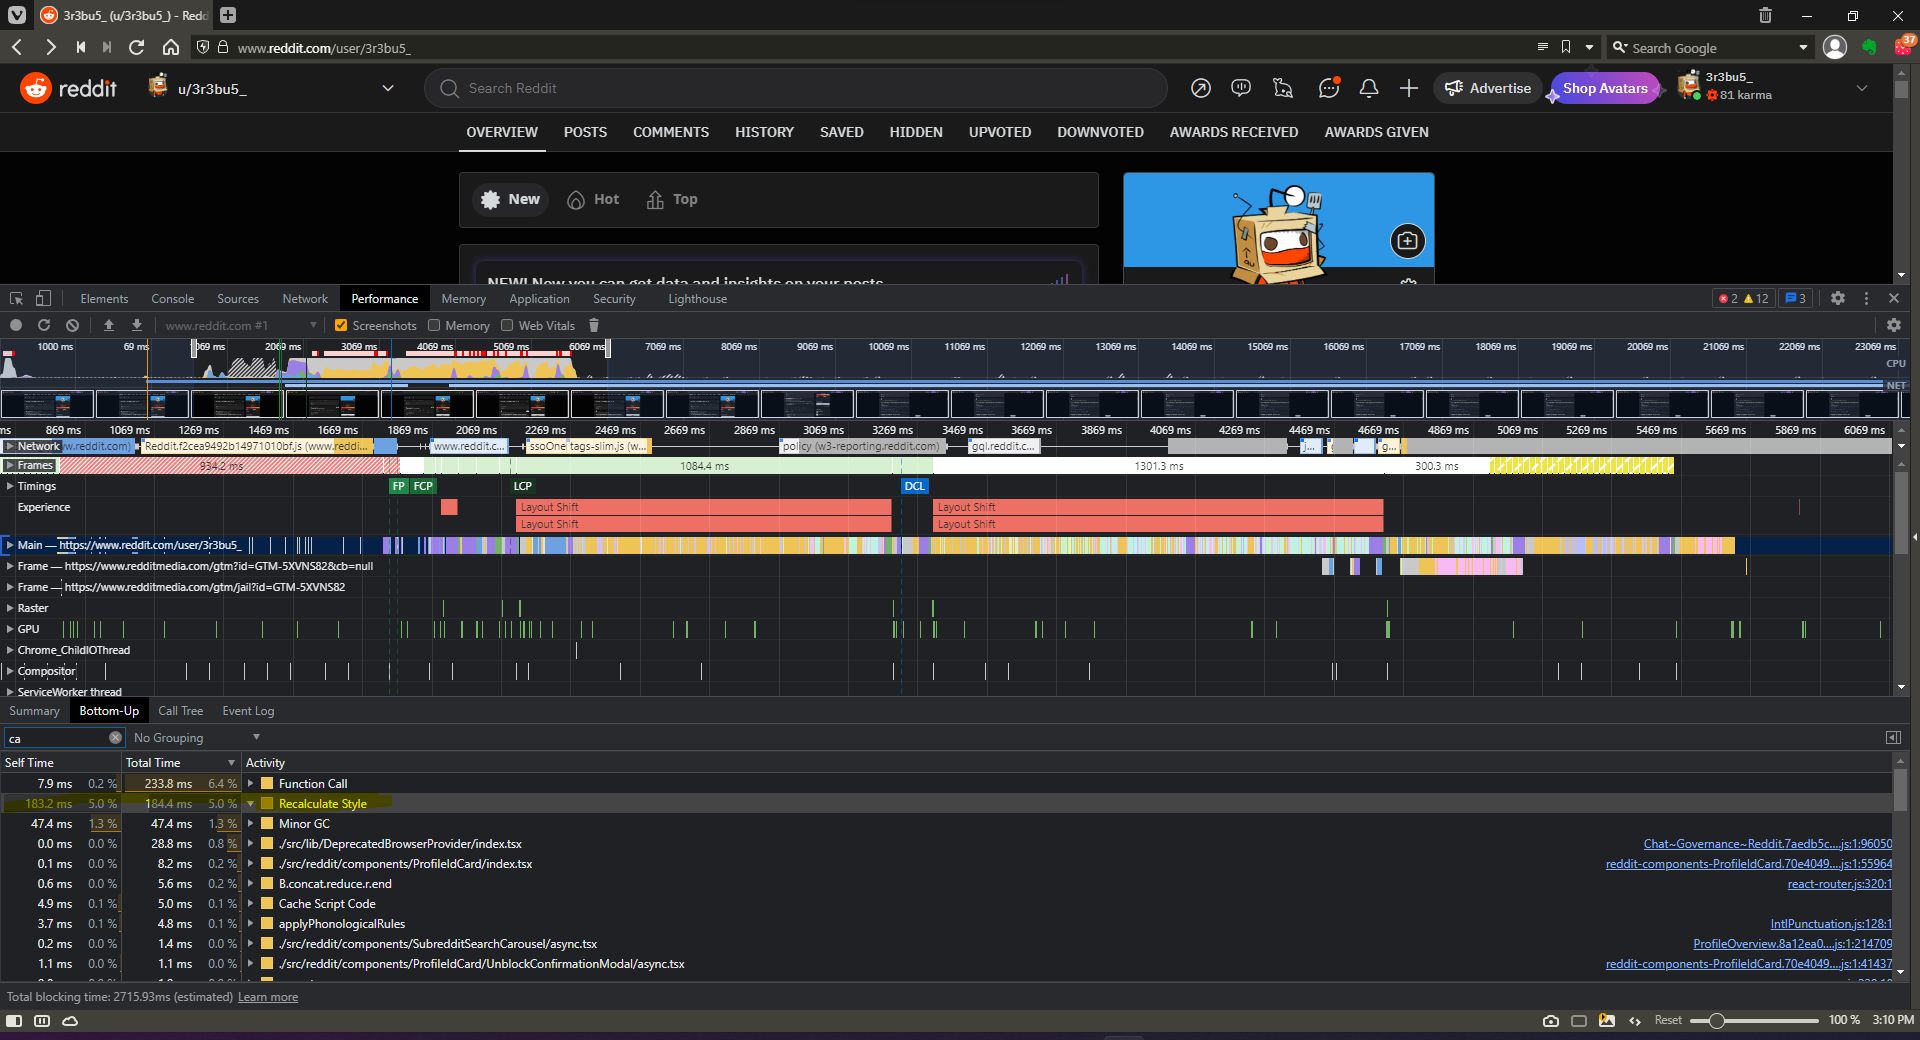 3r3bu5_ (u/3r3bu5_) - Redd
www.reddit.com/user/3r3bu5_
Search Google
37
reddit
u/3r3bu5_
Search Reddit
Advertise
Shop Avatars
3r3bu5_
81 karma
OVERVIEW POSTS COMMENTS HISTORY SAVED HIDDEN UPVOTED DOWNVOTED AWARDS RECEIVED AWARDS GIVEN
New Hot Top
NEW! Now you can get data and insights on your posts
Elements Console Sources Network Performance Memory Application Security Lighthouse
2 12 3
www.reddit.com #1 Screenshots Memory Web Vitals
1000 ms 69 ms 1069 ms 2069 ms 3069 ms 4069 ms 5069 ms 6069 ms 7069 ms 8069 ms 9069 ms 10069 ms 11069 ms 12069 ms 13069 ms 14069 ms 15069 ms 16069 ms 17069 ms 18069 ms 19069 ms 20069 ms 21069 ms 22069 ms 23069 ms
CPU
NET
ms 869 ms 1069 ms 1269 ms 1469 ms 1669 ms 1869 ms 2069 ms 2269 ms 2469 ms 2669 ms 2869 ms 3069 ms 3269 ms 3469 ms 3669 ms 3869 ms 4069 ms 4269 ms 4469 ms 4669 ms 4869 ms 5069 ms 5269 ms 5469 ms 5669 ms 5869 ms 6069 ms
Network w.reddit.com) Reddit.f2cea9492b14971010bf.js (www.reddi... www.reddit.c... ssoOne tags-slim.js (w... policy (w3-reporting.reddit.com) gql.reddit.c... j... g...
Frames 934.2 ms 1084.4 ms 1301.3 ms 300.3 ms
Timings FP FCP LCP DCL
Experience Layout Shift Layout Shift
Layout Shift Layout Shift
Main — https://www.reddit.com/user/3r3bu5_
Frame — https://www.redditmedia.com/gtm?id=GTM-5XVNS82&cb=null
Frame — https://www.redditmedia.com/gtm/jail?id=GTM-5XVNS82
Raster
GPU
Chrome_ChildIOThread
Compositor
ServiceWorker thread
Summary Bottom-Up Call Tree Event Log
ca No Grouping
Self Time Total Time Activity
7.9 ms 0.2 % 233.8 ms 6.4 % Function Call
183.2 ms 5.0 % 184.4 ms 5.0 % Recalculate Style
47.4 ms 1.3 % 47.4 ms 1.3 % Minor GC
0.0 ms 0.0 % 28.8 ms 0.8 % ./src/lib/DeprecatedBrowserProvider/index.tsx Chat~Governance~Reddit.7aedb5c....js:1:96050
0.1 ms 0.0 % 8.2 ms 0.2 % ./src/reddit/components/ProfileIdCard/index.tsx reddit-components-ProfileIdCard.70e4049....js:1:55964
0.6 ms 0.0 % 5.6 ms 0.2 % B.concat.reduce.r.end react-router.js:320:1
4.9 ms 0.1 % 5.0 ms 0.1 % Cache Script Code
3.7 ms 0.1 % 4.8 ms 0.1 % applyPhonologicalRules IntlPunctuation.js:128:1
0.2 ms 0.0 % 1.4 ms 0.0 % ./src/reddit/components/SubredditSearchCarousel/async.tsx ProfileOverview.8a12ea0....js:1:214709
1.1 ms 0.0 % 1.1 ms 0.0 % ./src/reddit/components/ProfileIdCard/UnblockConfirmationModal/async.tsx reddit-components-ProfileIdCard.70e4049....js:1:41437
Total blocking time: 2715.93ms (estimated) Learn more
Reset 100 % 3:10 PM